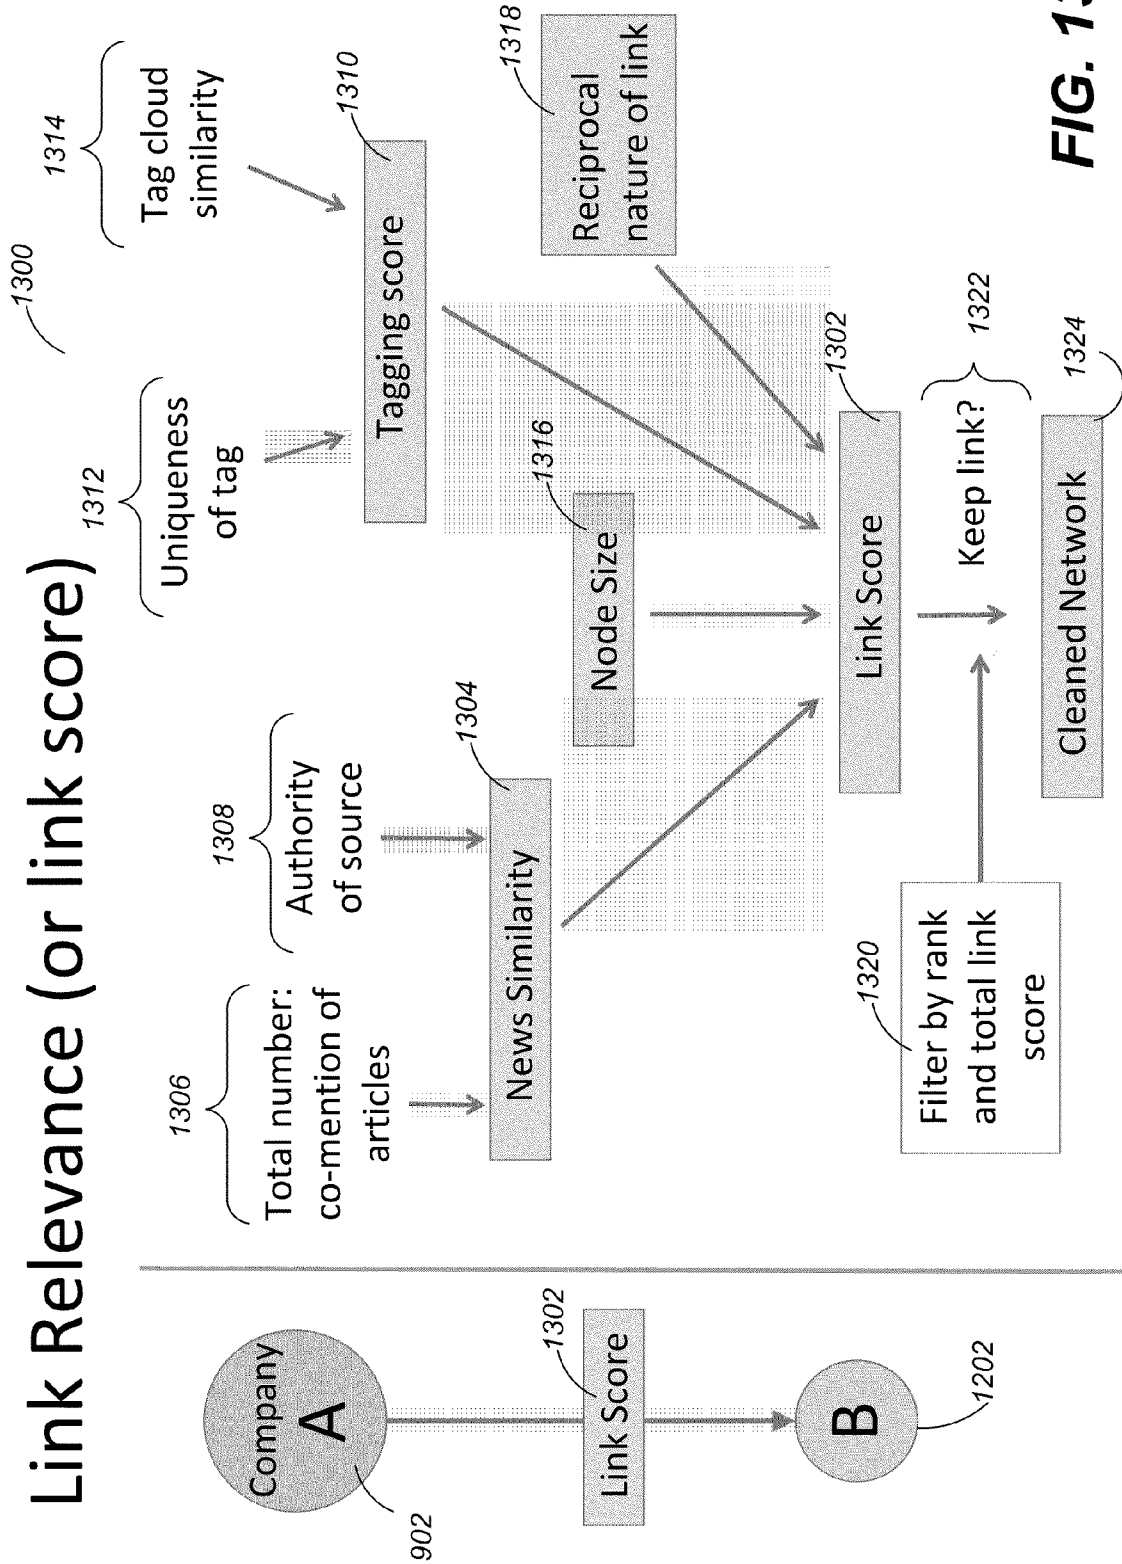 Link Relevance (or link score)
1300
Company
A
902
1302
Link Score
B
1202
1306
Total number:
co-mention of
articles
1308
Authority
of source
1304
News Similarity
1312
Uniqueness
of tag
1314
Tag cloud
similarity
1310
Tagging score
1316
Node Size
1318
Reciprocal
nature of link
1302
Link Score
1320
Filter by rank
and total link
score
Keep link?
1322
1324
Cleaned Network
FIG. 13